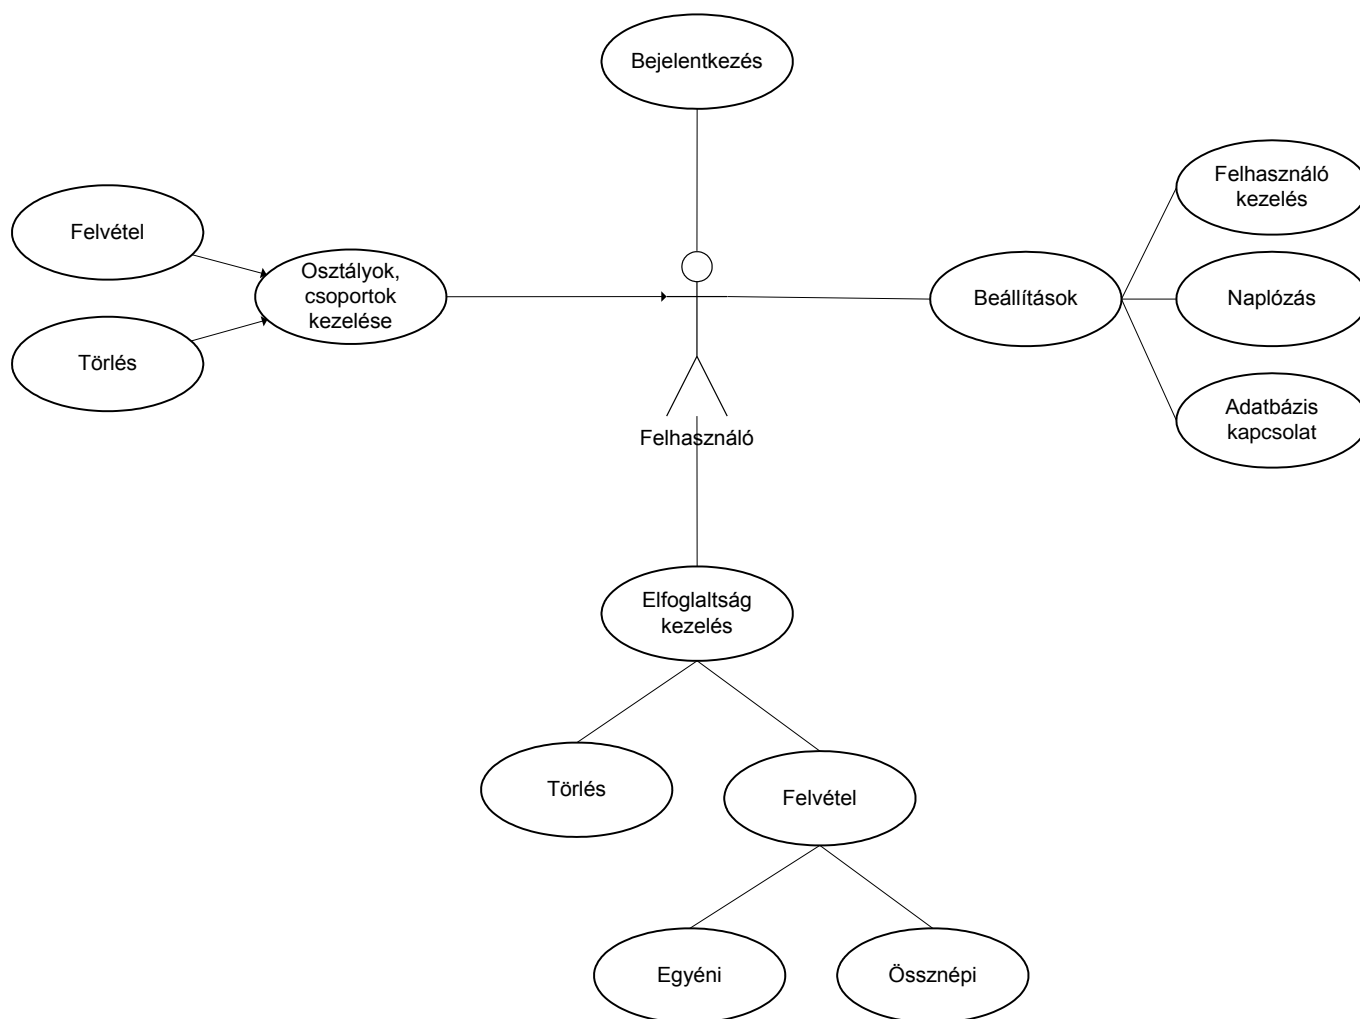 Bejelentkezés
Felhasználó
kezelés
Felvétel
Osztályok,
csoportok
kezelése
Beállítások
Naplózás
Törlés
Adatbázis
kapcsolat
Felhasználó
Elfoglaltság
kezelés
Törlés
Felvétel
Egyéni
Össznépi